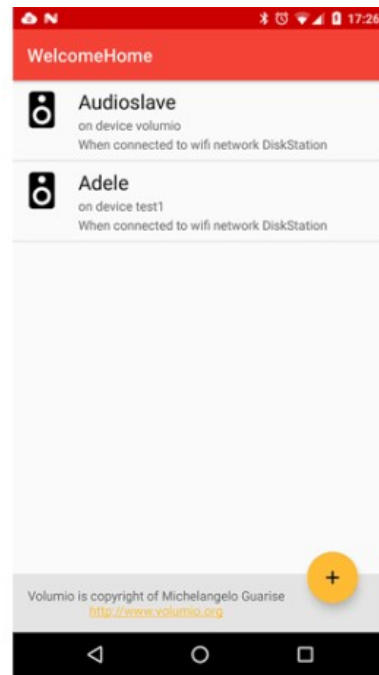 17:26
WelcomeHome
Audioslave
on device volumio
When connected to wifi network DiskStation
Adele
on device test1
When connected to wifi network DiskStation
+
Volumio is copyright of Michelangelo Guarise
http://www.volumio.org